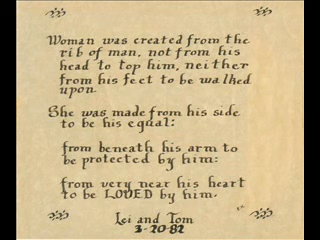 Woman was created from the
rib of man, not from his
head to top him, neither
from his feet to be walked
upon.
She was made from his side
to be his equal:
from beneath his arm to
be protected by him:
from very near his heart
to be LOVED by him.
Lei and Tom
3-20-82